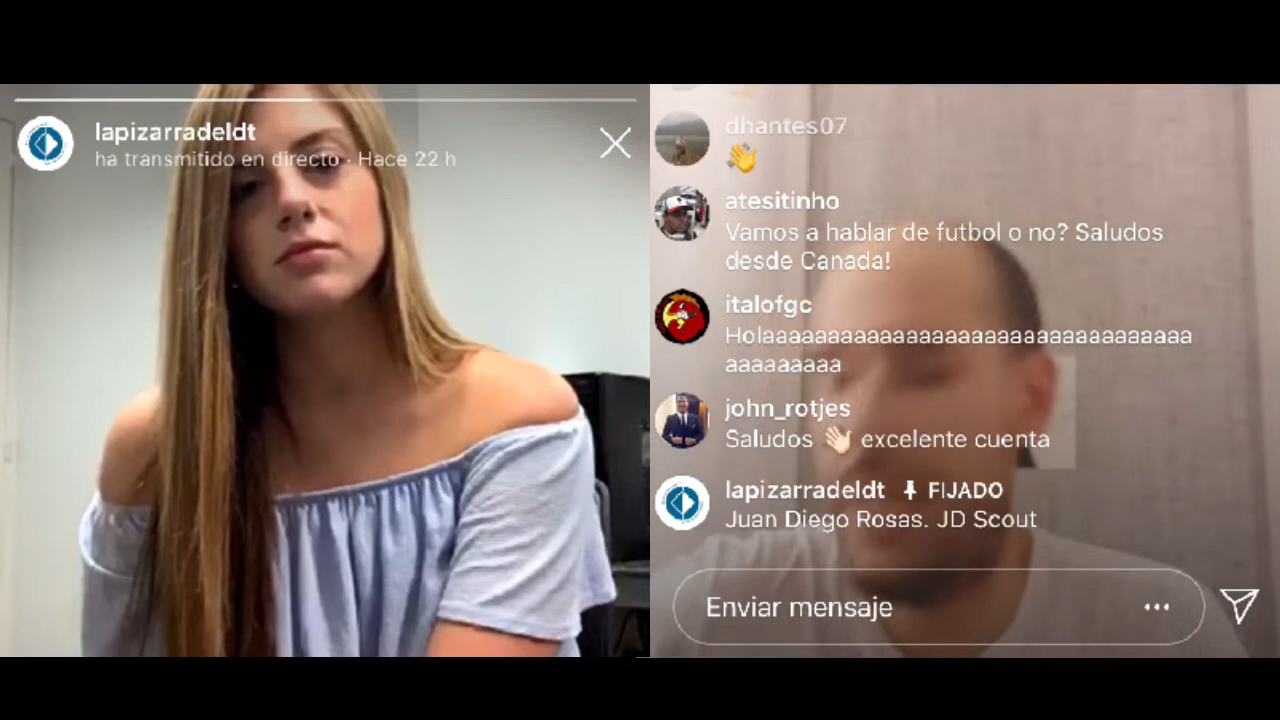 lapizarradeldt
ha transmitido en directo · Hace 22 h
dhantes07
👋
atesitinho
Vamos a hablar de futbol o no? Saludos
desde Canada!
italofgc
Holaaaaaaaaaaaaaaaaaaaaaaaaaaaaaaaaa
aaaaaaaaa
john_rotjes
Saludos 👋🏻 excelente cuenta
lapizarradeldt 📌 FIJADO
Juan Diego Rosas. JD Scout
Enviar mensaje